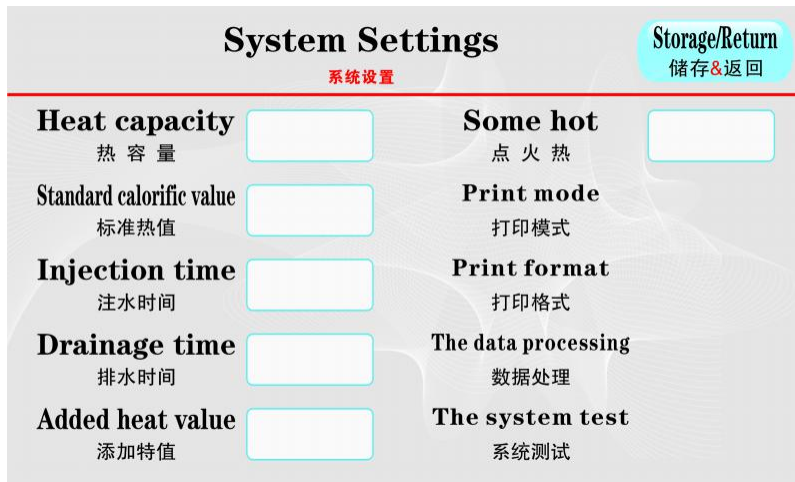 System Settings
系统设置
Storage/Return
储存&返回
Heat capacity
热容量
Some hot
点火热
Standard calorific value
标准热值
Print mode
打印模式
Injection time
注水时间
Print format
打印格式
Drainage time
排水时间
The data processing
数据处理
Added heat value
添加特值
The system test
系统测试